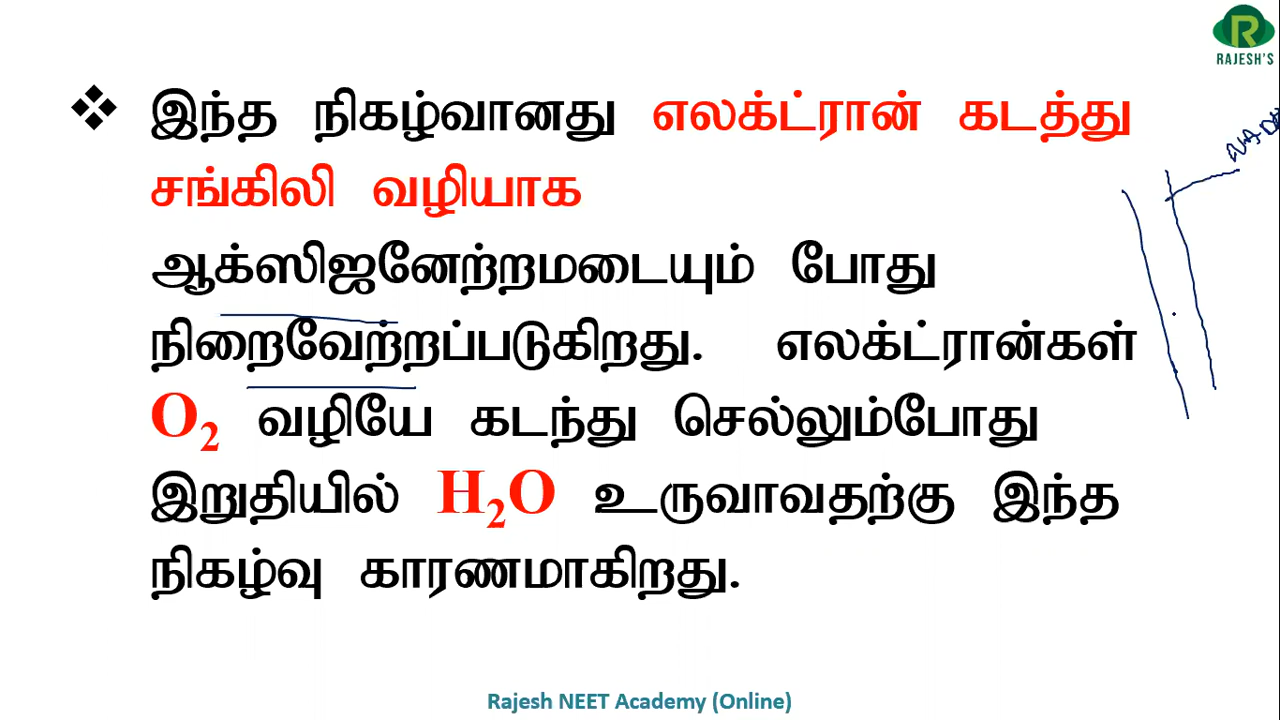 RAJESH'S
❖ இந்த நிகழ்வானது எலக்ட்ரான் கடத்து
சங்கிலி வழியாக
ஆக்ஸிஜனேற்றமடையும் போது
நிறைவேற்றப்படுகிறது. எலக்ட்ரான்கள்
O₂ வழியே கடந்து செல்லும்போது
இறுதியில் H₂O உருவாவதற்கு இந்த
நிகழ்வு காரணமாகிறது.
Rajesh NEET Academy (Online)